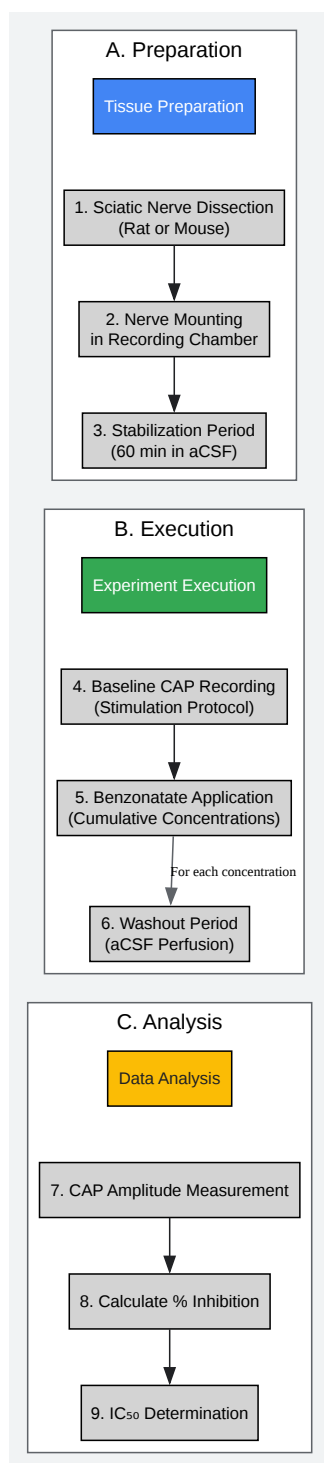 A. Preparation
Tissue Preparation
1. Sciatic Nerve Dissection
(Rat or Mouse)
2. Nerve Mounting
in Recording Chamber
3. Stabilization Period
(60 min in aCSF)
B. Execution
Experiment Execution
4. Baseline CAP Recording
(Stimulation Protocol)
5. Benzonatate Application
(Cumulative Concentrations)
For each concentration
6. Washout Period
(aCSF Perfusion)
C. Analysis
Data Analysis
7. CAP Amplitude Measurement
8. Calculate % Inhibition
9. IC₅₀ Determination